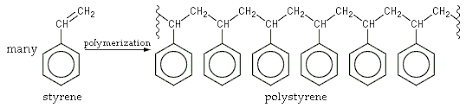 CH₂ CH₂ CH₂ CH₂ CH₂ CH₂ CH₂
CH CH CH CH CH CH CH
many polymerization
styrene polystyrene